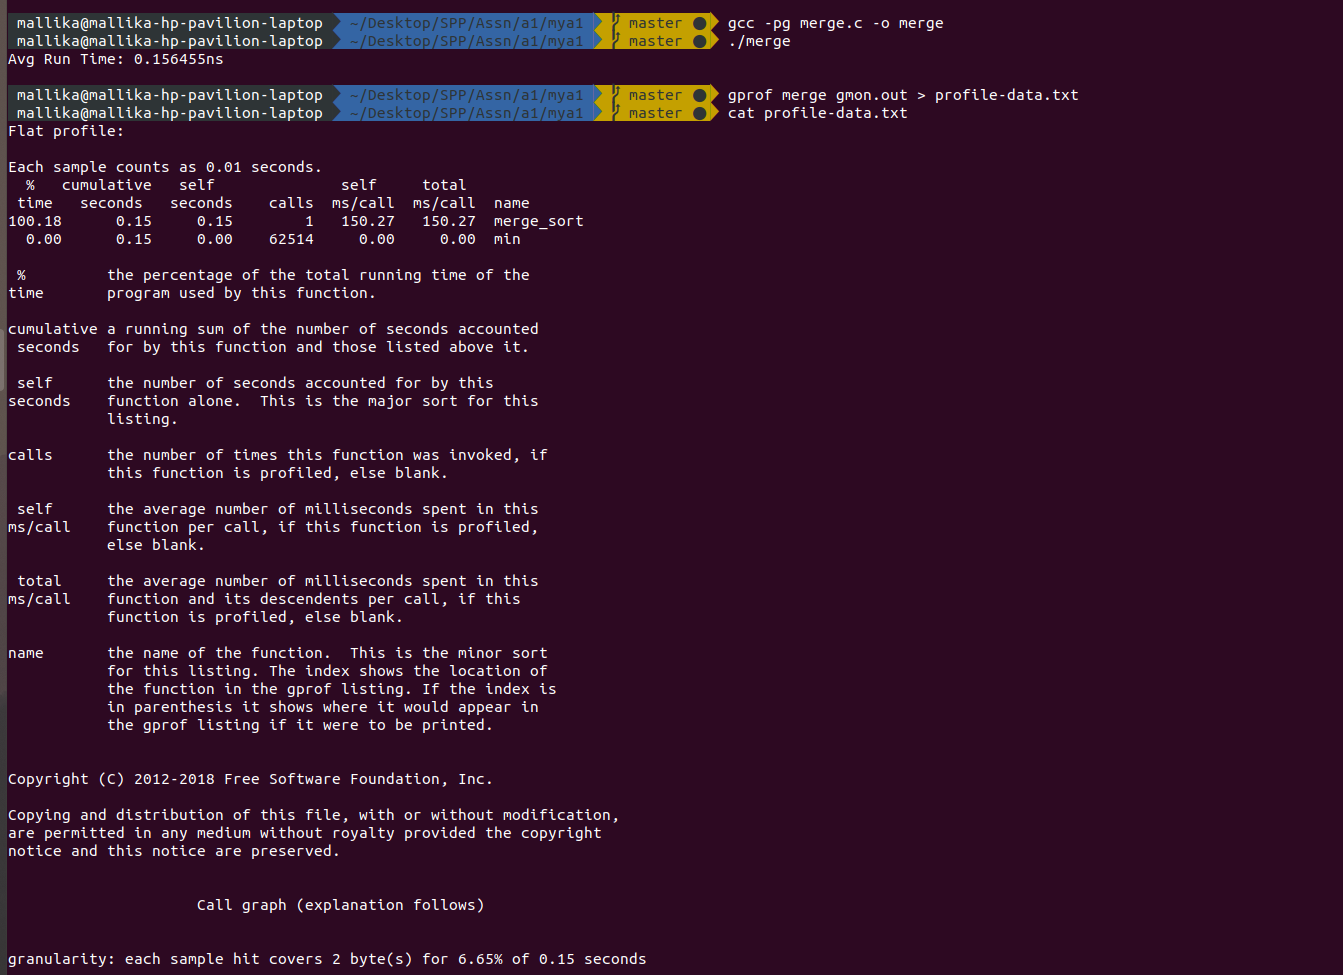 mallika@mallika-hp-pavilion-laptop ~/Desktop/SPP/Assn/a1/mya1 master ● gcc -pg merge.c -o merge
mallika@mallika-hp-pavilion-laptop ~/Desktop/SPP/Assn/a1/mya1 master ● ./merge
Avg Run Time: 0.156455ns
mallika@mallika-hp-pavilion-laptop ~/Desktop/SPP/Assn/a1/mya1 master ● gprof merge gmon.out > profile-data.txt
mallika@mallika-hp-pavilion-laptop ~/Desktop/SPP/Assn/a1/mya1 master ● cat profile-data.txt
Flat profile:

Each sample counts as 0.01 seconds.
  %   cumulative   self              self     total
 time   seconds   seconds    calls  ms/call  ms/call  name
100.18      0.15     0.15        1   150.27   150.27  merge_sort
  0.00      0.15     0.00    62514     0.00     0.00  min

 %         the percentage of the total running time of the
time       program used by this function.

cumulative a running sum of the number of seconds accounted
 seconds   for by this function and those listed above it.

 self      the number of seconds accounted for by this
seconds    function alone.  This is the major sort for this
           listing.

calls      the number of times this function was invoked, if
           this function is profiled, else blank.

 self      the average number of milliseconds spent in this
ms/call    function per call, if this function is profiled,
           else blank.

 total     the average number of milliseconds spent in this
ms/call    function and its descendents per call, if this
           function is profiled, else blank.

name       the name of the function.  This is the minor sort
           for this listing. The index shows the location of
           the function in the gprof listing. If the index is
           in parenthesis it shows where it would appear in
           the gprof listing if it were to be printed.

Copyright (C) 2012-2018 Free Software Foundation, Inc.

Copying and distribution of this file, with or without modification,
are permitted in any medium without royalty provided the copyright
notice and this notice are preserved.

                     Call graph (explanation follows)

granularity: each sample hit covers 2 byte(s) for 6.65% of 0.15 seconds